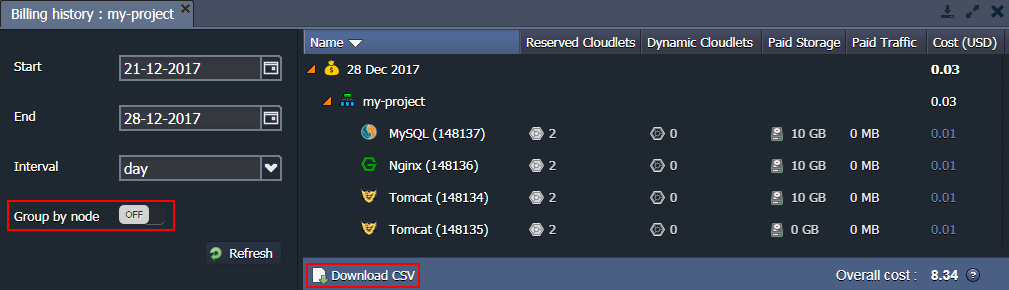 Billing history : my-project
Start 21-12-2017
End 28-12-2017
Interval day
Group by node OFF
Refresh
Name Reserved Cloudlets Dynamic Cloudlets Paid Storage Paid Traffic Cost (USD)
28 Dec 2017 0.03
my-project 0.03
MySQL (148137) 2 0 10 GB 0 MB 0.01
Nginx (148136) 2 0 10 GB 0 MB 0.01
Tomcat (148134) 2 0 10 GB 0 MB 0.01
Tomcat (148135) 2 0 0 GB 0 MB 0.01
Download CSV Overall cost : 8.34 ?